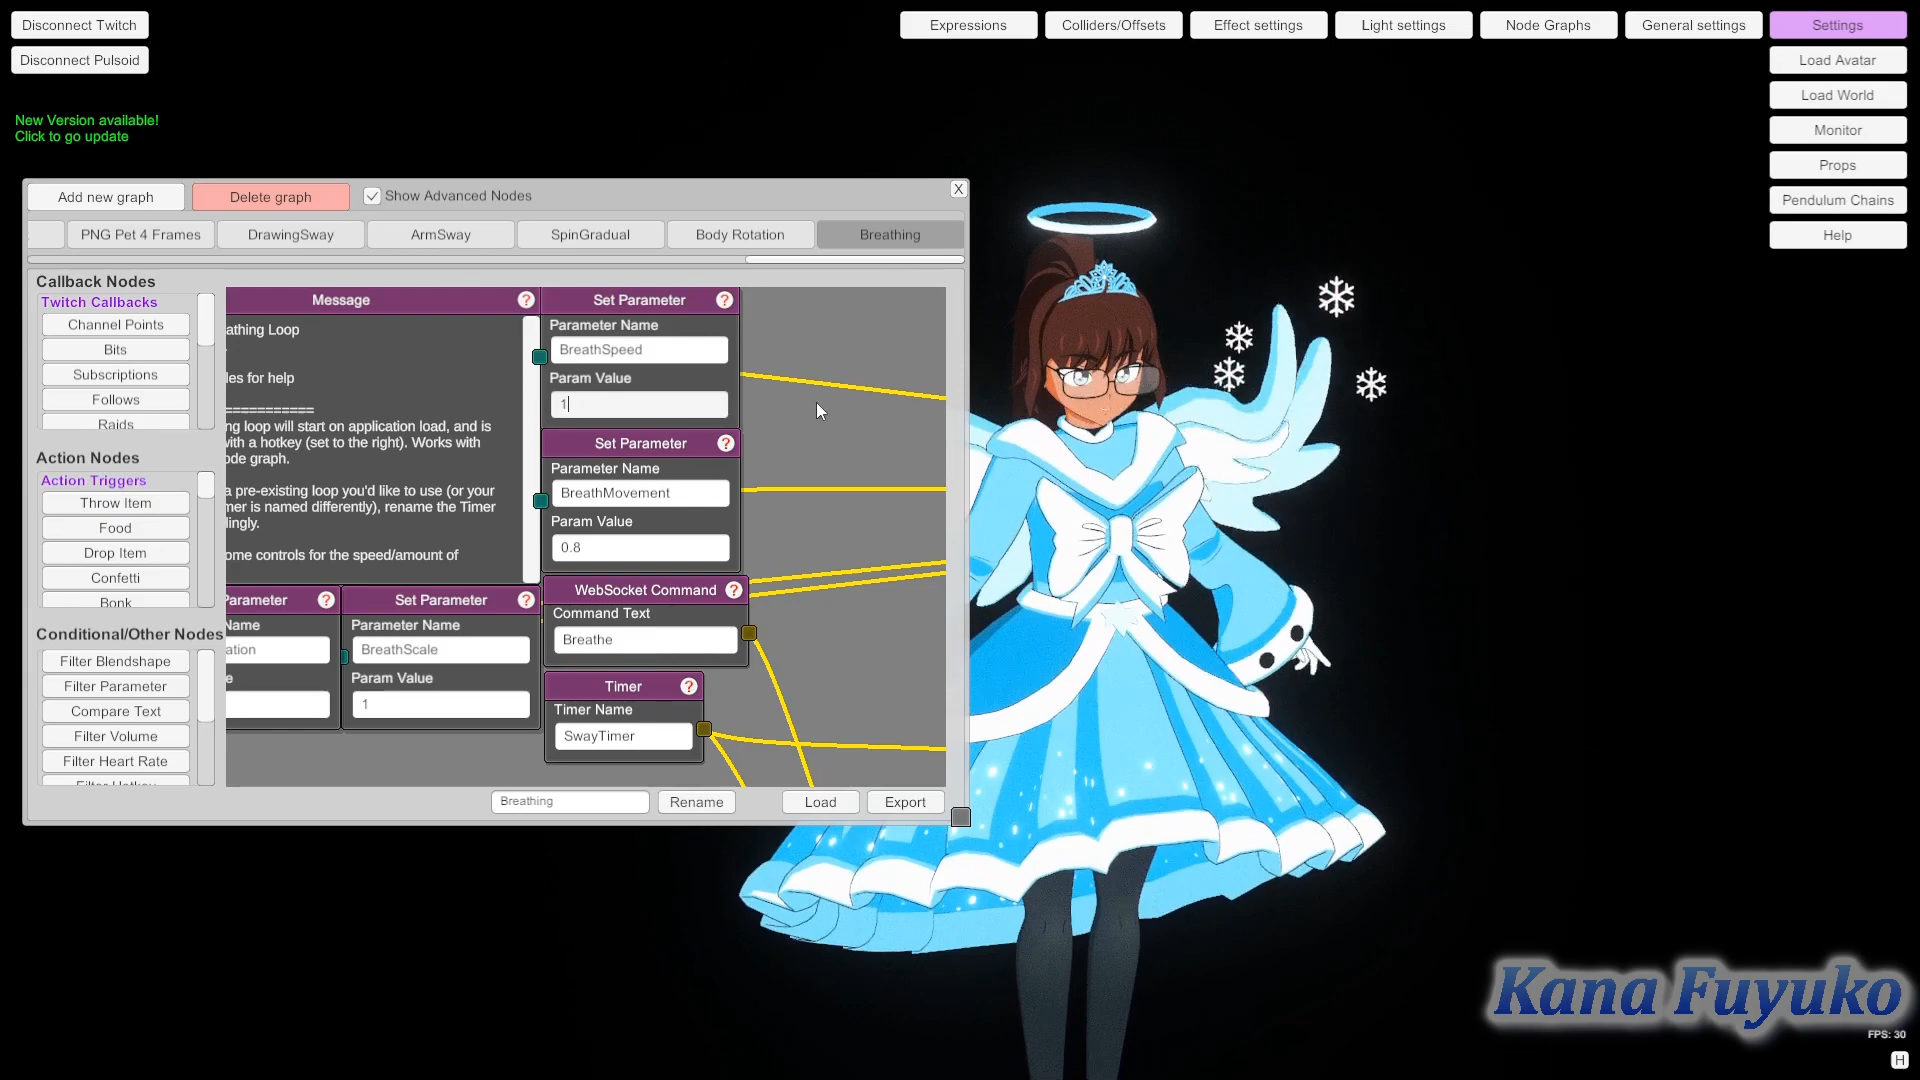 Disconnect Twitch
Disconnect Pulsoid
New Version available!
Click to go update
Expressions
Colliders/Offsets
Effect settings
Light settings
Node Graphs
General settings
Settings
Load Avatar
Load World
Monitor
Props
Pendulum Chains
Help
Add new graph
Delete graph
Show Advanced Nodes
X
PNG Pet 4 Frames
DrawingSway
ArmSway
SpinGradual
Body Rotation
Breathing
Callback Nodes
Twitch Callbacks
Channel Points
Bits
Subscriptions
Follows
Raids
Action Nodes
Action Triggers
Throw Item
Food
Drop Item
Confetti
Bonk
Conditional/Other Nodes
Filter Blendshape
Filter Parameter
Compare Text
Filter Volume
Filter Heart Rate
Filter Hotkey
Message ?
athing Loop
les for help
===========
ng loop will start on application load, and is
with a hotkey (set to the right). Works with
ode graph.
a pre-existing loop you'd like to use (or your
mer is named differently), rename the Timer
lingly.
ome controls for the speed/amount of
Set Parameter ?
Parameter Name
BreathSpeed
Param Value
1
Set Parameter ?
Parameter Name
BreathMovement
Param Value
0.8
Parameter ?
Name
ation
e
Set Parameter ?
Parameter Name
BreathScale
Param Value
1
WebSocket Command ?
Command Text
Breathe
Timer ?
Timer Name
SwayTimer
Breathing
Rename
Load
Export
Kana Fuyuko
FPS: 30
H